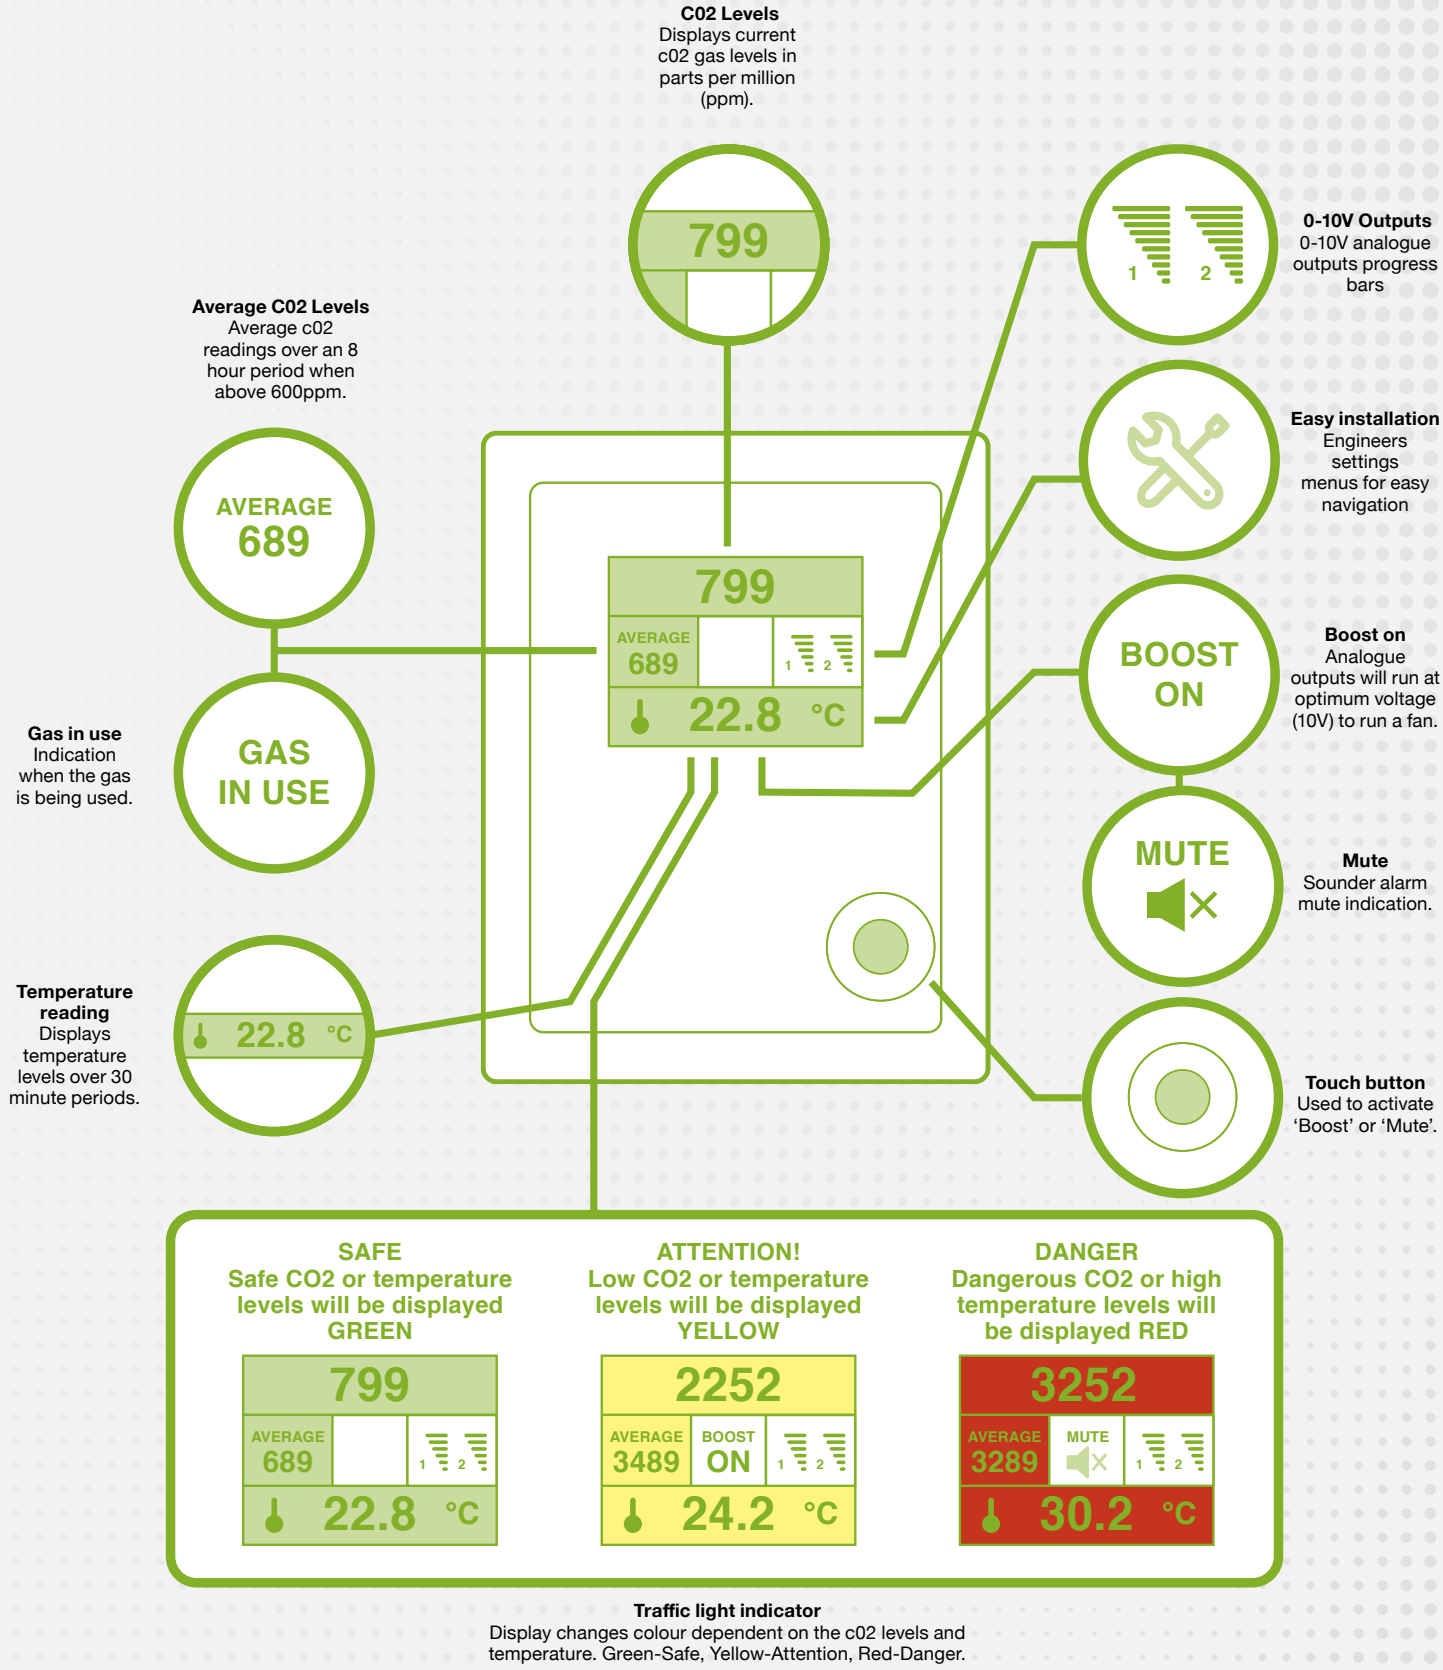 C02 Levels
Displays current
c02 gas levels in
parts per million
(ppm).
799
1 2
0-10V Outputs
0-10V analogue
outputs progress
bars
Average C02 Levels
Average c02
readings over an 8
hour period when
above 600ppm.
AVERAGE
689
Easy installation
Engineers
settings
menus for easy
navigation
799
AVERAGE
689
1 2
22.8 °C
BOOST
ON
Boost on
Analogue
outputs will run at
optimum voltage
(10V) to run a fan.
Gas in use
Indication
when the gas
is being used.
GAS
IN USE
MUTE
Mute
Sounder alarm
mute indication.
Temperature
reading
Displays
temperature
levels over 30
minute periods.
22.8 °C
Touch button
Used to activate
‘Boost’ or ‘Mute’.
SAFE
Safe CO2 or temperature
levels will be displayed
GREEN
799
AVERAGE
689
1 2
22.8 °C
ATTENTION!
Low CO2 or temperature
levels will be displayed
YELLOW
2252
AVERAGE
3489
BOOST
ON
1 2
24.2 °C
DANGER
Dangerous CO2 or high
temperature levels will
be displayed RED
3252
AVERAGE
3289
MUTE
1 2
30.2 °C
Traffic light indicator
Display changes colour dependent on the c02 levels and
temperature. Green-Safe, Yellow-Attention, Red-Danger.